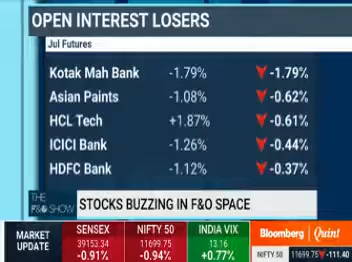 OPEN INTEREST LOSERS
Jul Futures
Kotak Mah Bank -1.79% -1.79%
Asian Paints -1.08% -0.62%
HCL Tech +1.87% -0.61%
ICICI Bank -1.26% -0.44%
HDFC Bank -1.12% -0.37%
THE
F&O SHOW
STOCKS BUZZING IN F&O SPACE
MARKET UPDATE
SENSEX
39153.34
-0.91%
NIFTY 50
11699.75
-0.94%
INDIA VIX
13.16
+0.77%
Bloomberg | Quint
NIFTY 50 11699.75 -111.40